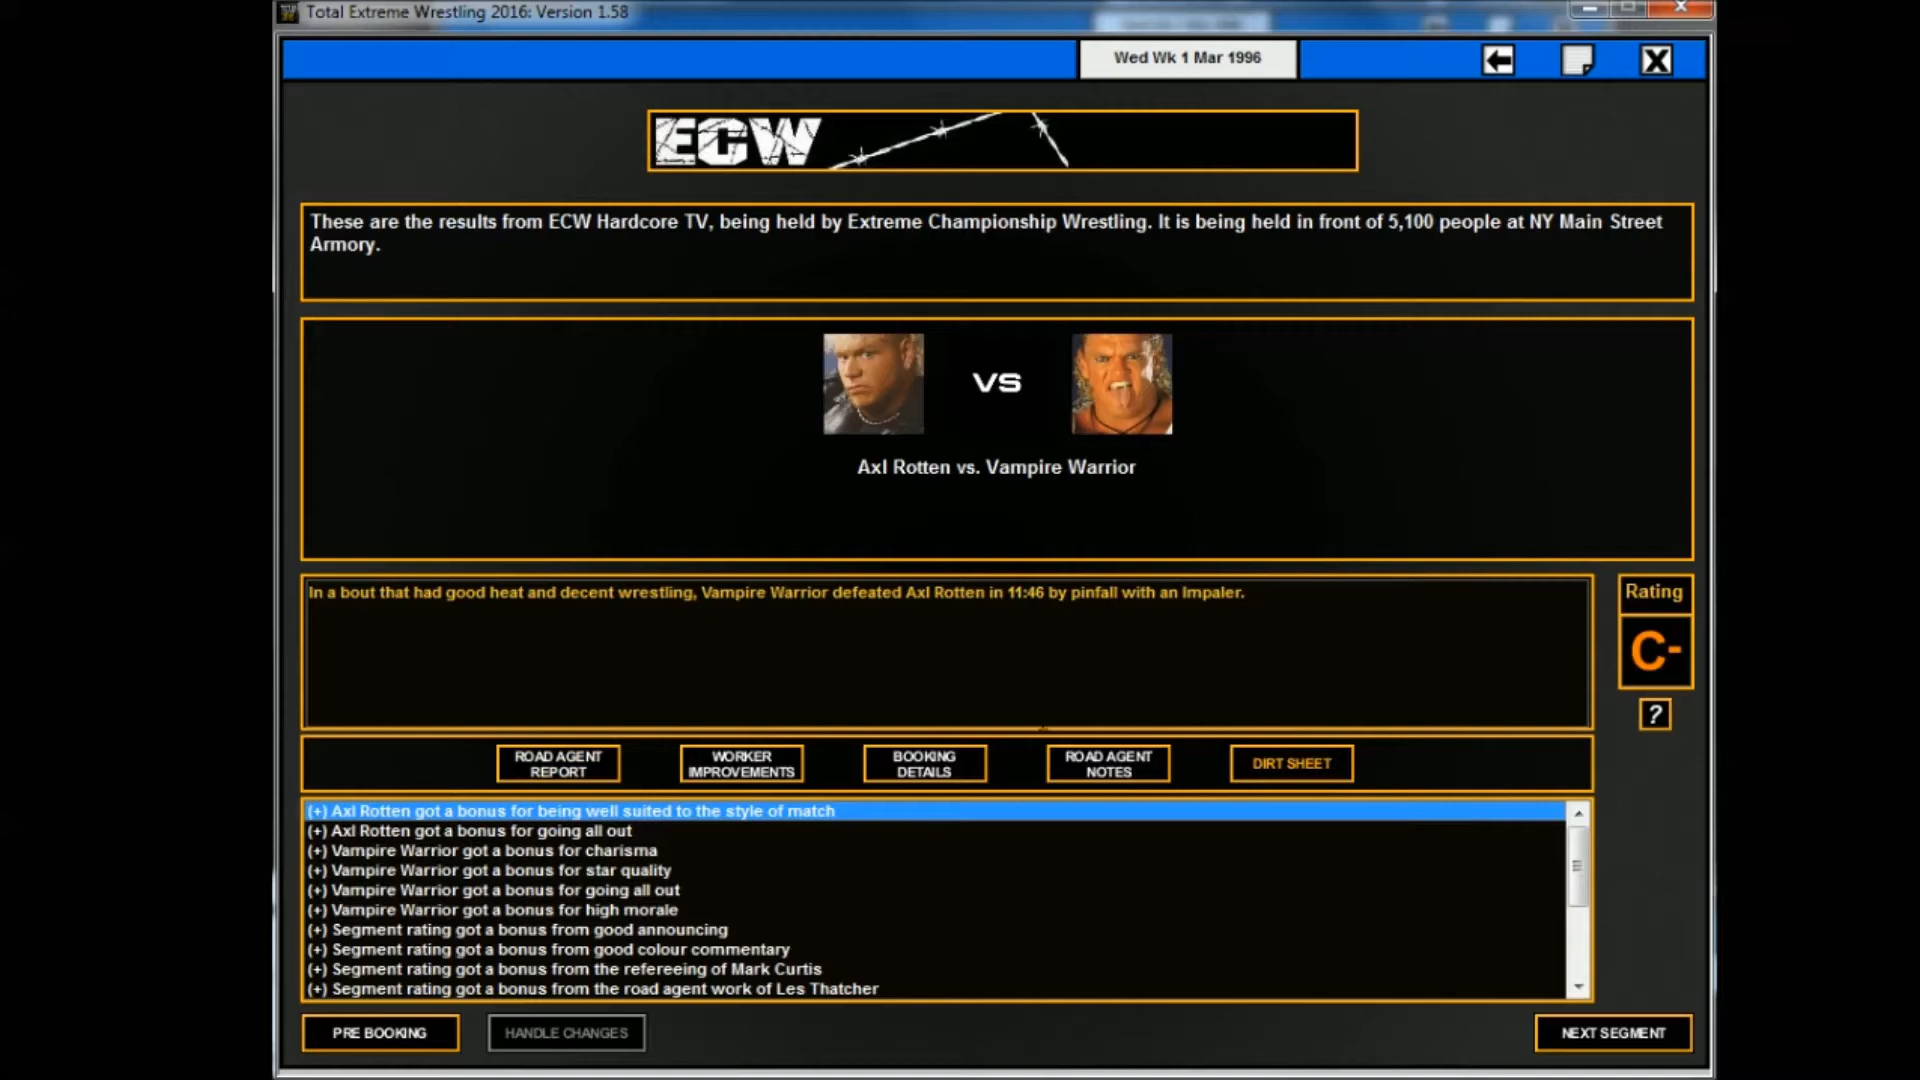 Total Extreme Wrestling 2016: Version 1.58
Wed Wk 1 Mar 1996
ECW
These are the results from ECW Hardcore TV, being held by Extreme Championship Wrestling. It is being held in front of 5,100 people at NY Main Street
Armory.
VS
Axl Rotten vs. Vampire Warrior
In a bout that had good heat and decent wrestling, Vampire Warrior defeated Axl Rotten in 11:46 by pinfall with an Impaler.
Rating
C-
?
ROAD AGENT
REPORT
WORKER
IMPROVEMENTS
BOOKING
DETAILS
ROAD AGENT
NOTES
DIRT SHEET
(+) Axl Rotten got a bonus for being well suited to the style of match
(+) Axl Rotten got a bonus for going all out
(+) Vampire Warrior got a bonus for charisma
(+) Vampire Warrior got a bonus for star quality
(+) Vampire Warrior got a bonus for going all out
(+) Vampire Warrior got a bonus for high morale
(+) Segment rating got a bonus from good announcing
(+) Segment rating got a bonus from good colour commentary
(+) Segment rating got a bonus from the refereeing of Mark Curtis
(+) Segment rating got a bonus from the road agent work of Les Thatcher
PRE BOOKING
HANDLE CHANGES
NEXT SEGMENT